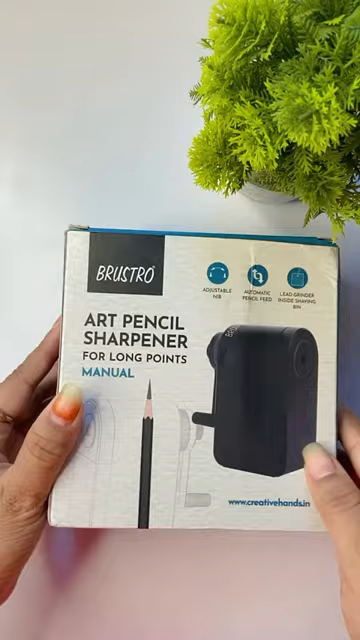 BRUSTRO
ADJUSTABLE
NIB
AUTOMATIC
PENCIL FEED
LEAD GRINDER
INSIDE SHAVING
BIN
ART PENCIL
SHARPENER
FOR LONG POINTS
MANUAL
www.creativehands.in